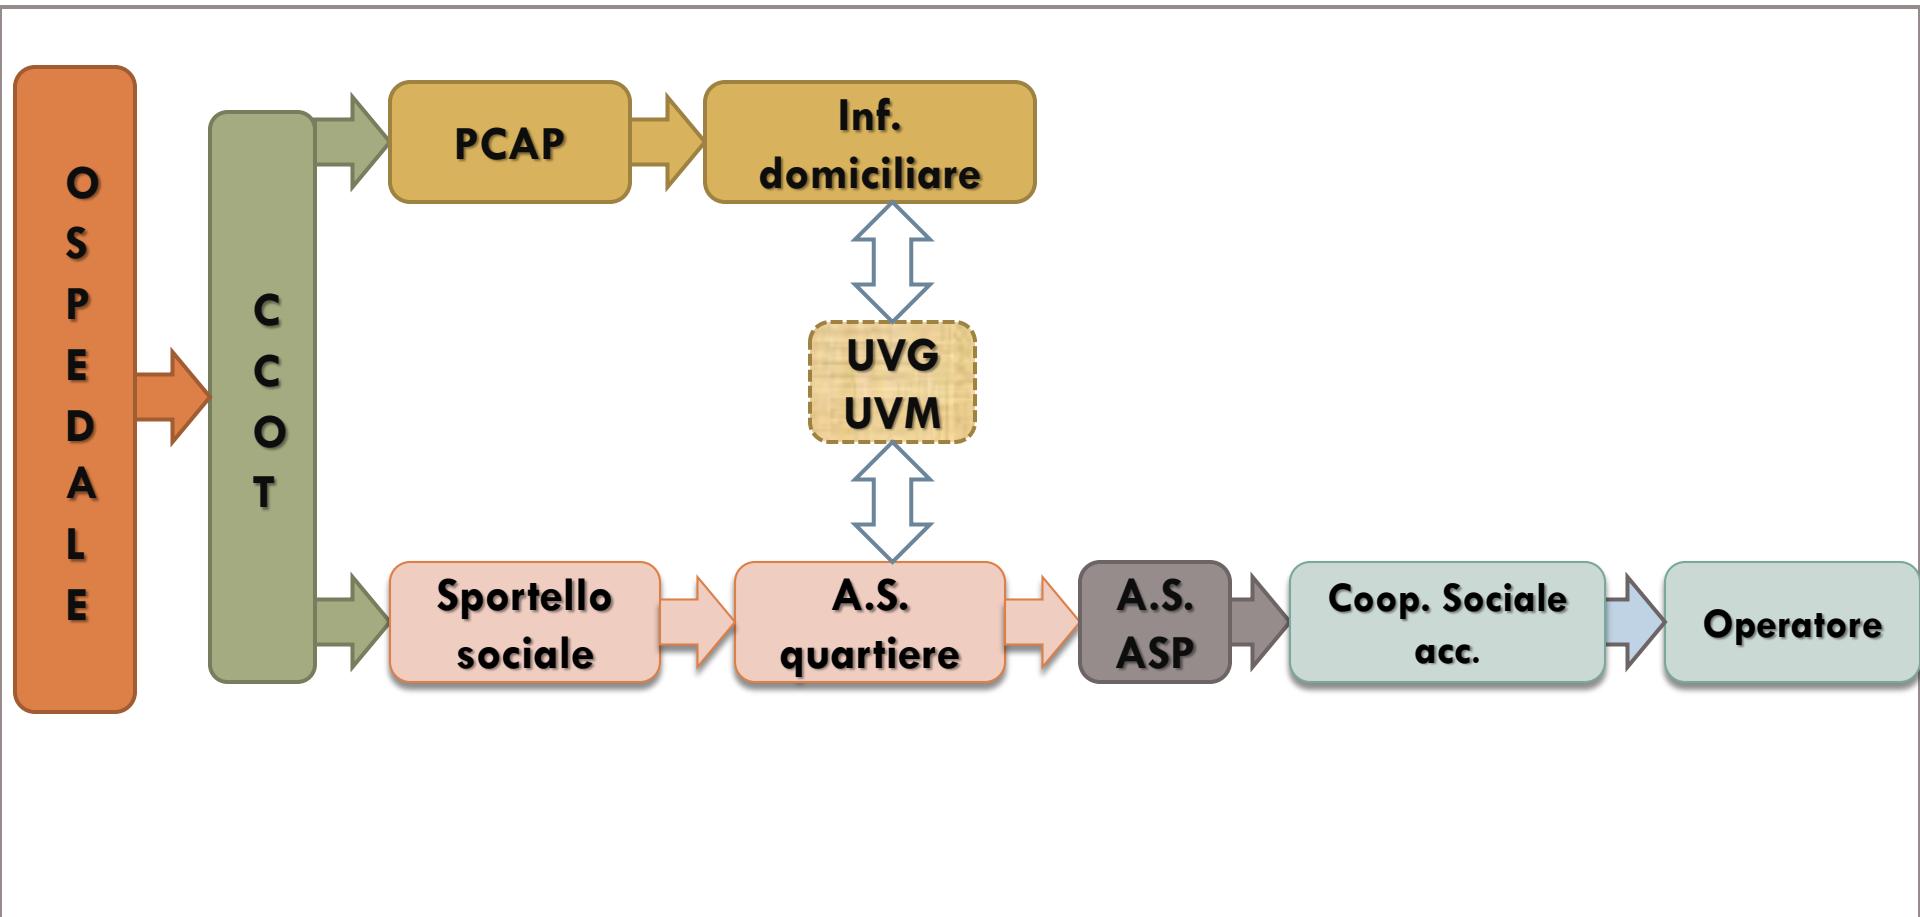 O
S
P
E
D
A
L
E
C
C
O
T
PCAP
Inf.
domiciliare
UVG
UVM
Sportello
sociale
A.S.
quartiere
A.S.
ASP
Coop. Sociale
acc.
Operatore